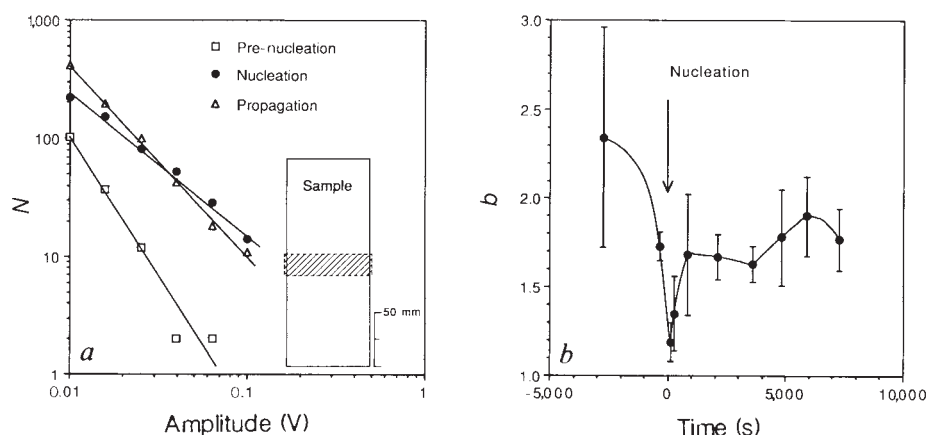 1,000
100
10
1
N
□ Pre-nucleation
● Nucleation
△ Propagation
Sample
50 mm
a
0.01
0.1
1
Amplitude (V)
3.0
2.5
2.0
1.5
1.0
b
Nucleation
b
-5,000
0
5,000
10,000
Time (s)